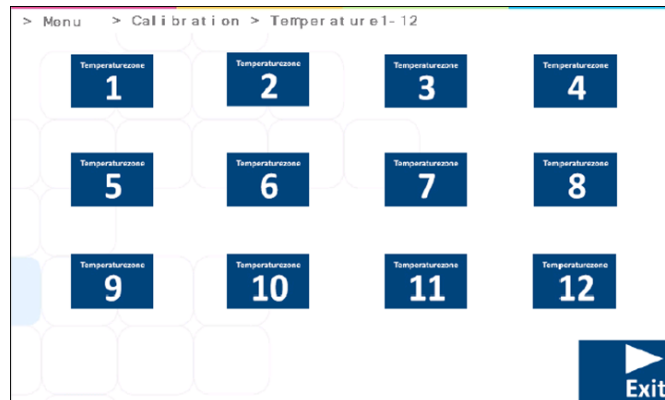 > Menu > Calibration > Temperature1-12
Temperaturezone Temperaturezone Temperaturezone Temperaturezone
1 2 3 4
Temperaturezone Temperaturezone Temperaturezone Temperaturezone
5 6 7 8
Temperaturezone Temperaturezone Temperaturezone Temperaturezone
9 10 11 12
Exit